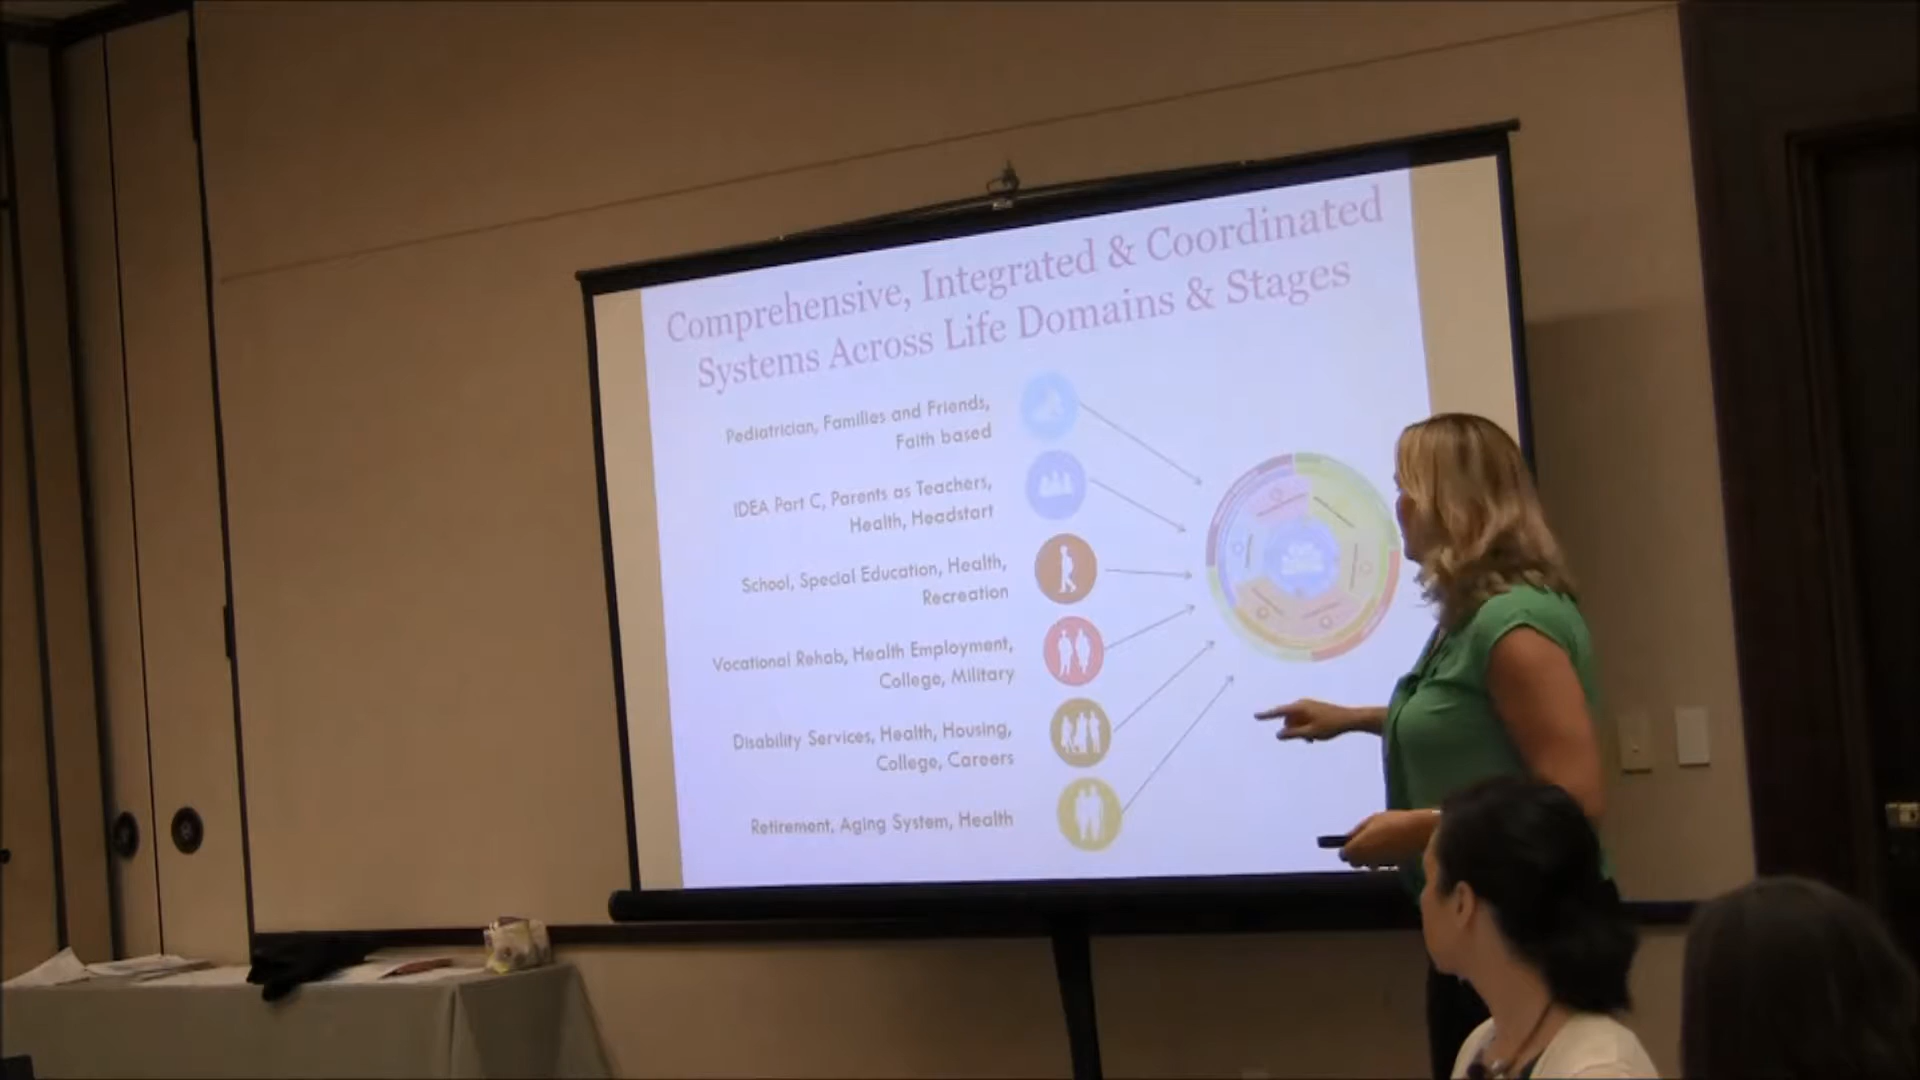 Comprehensive, Integrated & Coordinated
Systems Across Life Domains & Stages
Pediatrician, Families and Friends,
Faith based
IDEA Part C, Parents as Teachers,
Health, Headstart
School, Special Education, Health,
Recreation
Vocational Rehab, Health Employment,
College, Military
Disability Services, Health, Housing,
College, Careers
Retirement, Aging System, Health